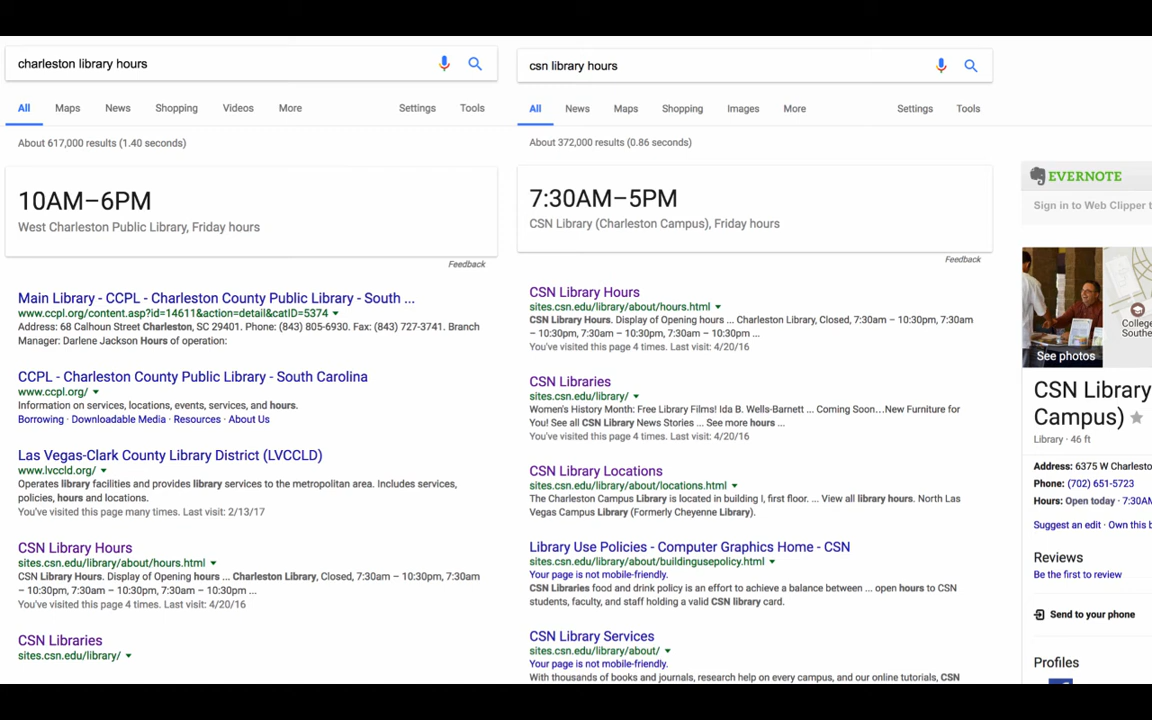 charleston library hours
All Maps News Shopping Videos More Settings Tools
About 617,000 results (1.40 seconds)
10AM–6PM
West Charleston Public Library, Friday hours
Feedback
Main Library - CCPL - Charleston County Public Library - South ...
www.ccpl.org/content.asp?id=14611&action=detail&catID=5374
Address: 68 Calhoun Street Charleston, SC 29401. Phone: (843) 805-6930. Fax: (843) 727-3741. Branch
Manager: Darlene Jackson Hours of operation:
CCPL - Charleston County Public Library - South Carolina
www.ccpl.org/
Information on services, locations, events, services, and hours.
Borrowing · Downloadable Media · Resources · About Us
Las Vegas-Clark County Library District (LVCCLD)
www.lvccld.org/
Operates library facilities and provides library services to the metropolitan area. Includes services,
policies, hours and locations.
You've visited this page many times. Last visit: 2/13/17
CSN Library Hours
sites.csn.edu/library/about/hours.html
CSN Library Hours. Display of Opening hours ... Charleston Library, Closed, 7:30am – 10:30pm, 7:30am
– 10:30pm, 7:30am – 10:30pm, 7:30am – 10:30pm ...
You've visited this page 4 times. Last visit: 4/20/16
CSN Libraries
sites.csn.edu/library/
csn library hours
All News Maps Shopping Images More Settings Tools
About 372,000 results (0.86 seconds)
7:30AM–5PM
CSN Library (Charleston Campus), Friday hours
Feedback
CSN Library Hours
sites.csn.edu/library/about/hours.html
CSN Library Hours. Display of Opening hours ... Charleston Library, Closed, 7:30am – 10:30pm, 7:30am
– 10:30pm, 7:30am – 10:30pm, 7:30am – 10:30pm ...
You've visited this page 4 times. Last visit: 4/20/16
CSN Libraries
sites.csn.edu/library/
Women's History Month: Free Library Films! Ida B. Wells-Barnett ... Coming Soon...New Furniture for
You! See all CSN Library News Stories ... See more hours ...
You've visited this page 4 times. Last visit: 4/20/16
CSN Library Locations
sites.csn.edu/library/about/locations.html
The Charleston Campus Library is located in building I, first floor. ... View all library hours. North Las
Vegas Campus Library (Formerly Cheyenne Library).
Library Use Policies - Computer Graphics Home - CSN
sites.csn.edu/library/about/buildingusepolicy.html
Your page is not mobile-friendly.
CSN Libraries food and drink policy is an effort to achieve a balance between ... open hours to CSN
students, faculty, and staff holding a valid CSN library card.
CSN Library Services
sites.csn.edu/library/about/
Your page is not mobile-friendly.
With thousands of books and journals, research help on every campus, and our online tutorials, CSN
EVERNOTE
Sign in to Web Clipper t
See photos
College
Southe
CSN Library
Campus)
Library · 46 ft
Address: 6375 W Charlesto
Phone: (702) 651-5723
Hours: Open today · 7:30AM
Suggest an edit · Own this b
Reviews
Be the first to review
Send to your phone
Profiles